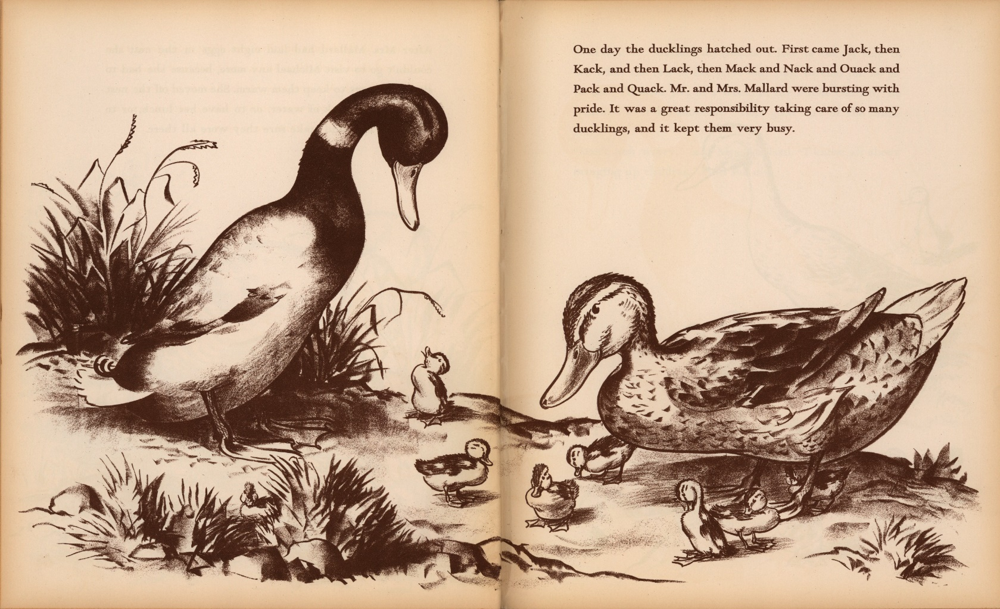 One day the ducklings hatched out. First came Jack, then
Kack, and then Lack, then Mack and Nack and Ouack and
Pack and Quack. Mr. and Mrs. Mallard were bursting with
pride. It was a great responsibility taking care of so many
ducklings, and it kept them very busy.